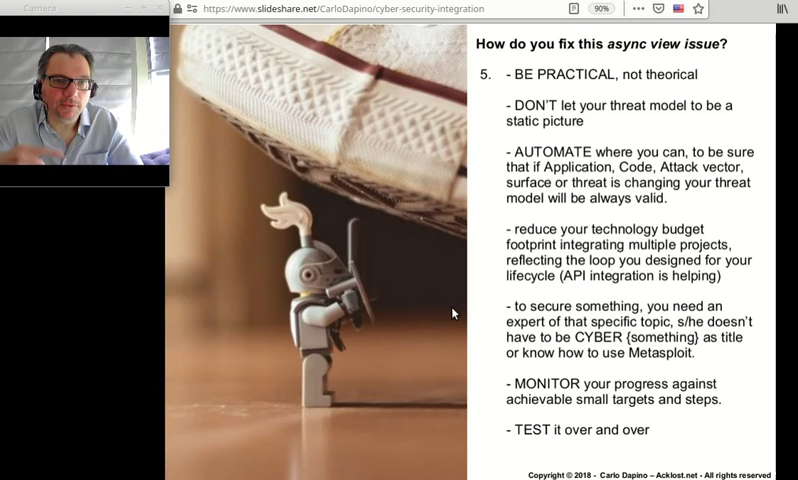 Camera
https://www.slideshare.net/CarloDapino/cyber-security-integration
90%
How do you fix this async view issue?
5. - BE PRACTICAL, not theorical
- DON'T let your threat model to be a
static picture
- AUTOMATE where you can, to be sure
that if Application, Code, Attack vector,
surface or threat is changing your threat
model will be always valid.
- reduce your technology budget
footprint integrating multiple projects,
reflecting the loop you designed for your
lifecycle (API integration is helping)
- to secure something, you need an
expert of that specific topic, s/he doesn't
have to be CYBER {something} as title
or know how to use Metasploit.
- MONITOR your progress against
achievable small targets and steps.
- TEST it over and over
Copyright © 2018 - Carlo Dapino – Acklost.net - All rights reserved